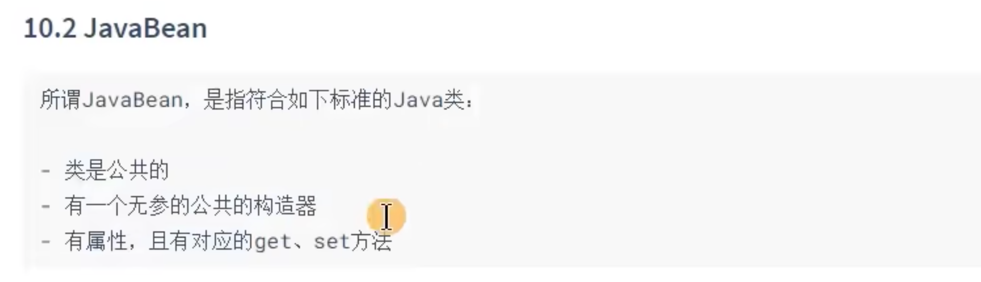 10.2 JavaBean
所谓JavaBean，是指符合如下标准的Java类：
- 类是公共的
- 有一个无参的公共的构造器
- 有属性，且有对应的get、set方法